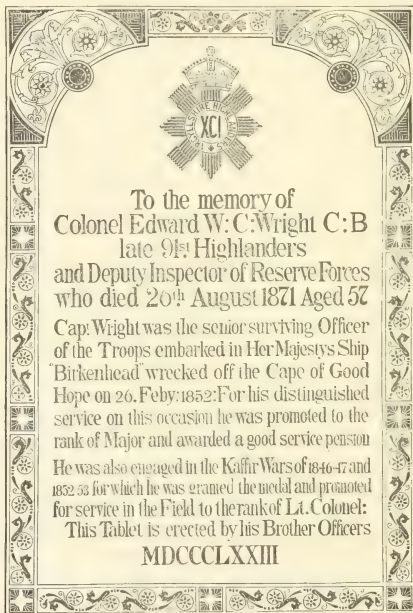 ARGYLLSHIRE HIGHLANDERS
XCI
To the memory of
Colonel Edward W: C: Wright C:B
late 91st Highlanders
and Deputy Inspector of Reserve Forces
who died 26th August 1871 Aged 57
Cap: Wright was the senior surviving Officer
of the Troops embarked in Her Majestys Ship
"Birkenhead" wrecked off the Cape of Good
Hope on 26. Feby: 1852: For his distinguished
service on this occasion he was promoted to the
rank of Major and awarded a good service pension
He was also engaged in the Kaffir Wars of 1846-47 and
1852-53 for which he was granted the medal and promoted
for service in the Field to the rank of Lt. Colonel:
This Tablet is erected by his Brother Officers
MDCCCLXXIII